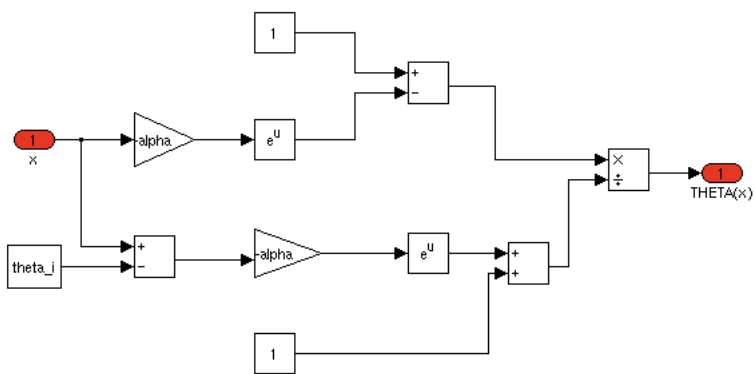 1
+
−
1
x
-alpha
e^u
×
÷
1
THETA(x)
theta_i
+
−
-alpha
e^u
+
+
1